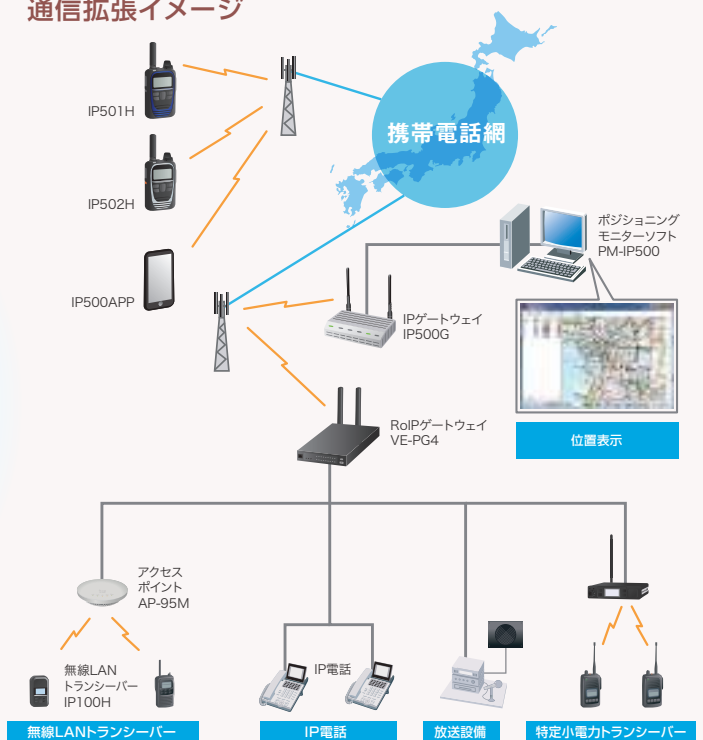 通信拡張イメージ
IP501H
IP502H
IP500APP
携帯電話網
ポジショニング
モニターソフト
PM-IP500
IPゲートウェイ
IP500G
位置表示
RoIPゲートウェイ
VE-PG4
アクセス
ポイント
AP-95M
無線LAN
トランシーバー
IP100H
IP電話
無線LANトランシーバー
IP電話
放送設備
特定小電力トランシーバー